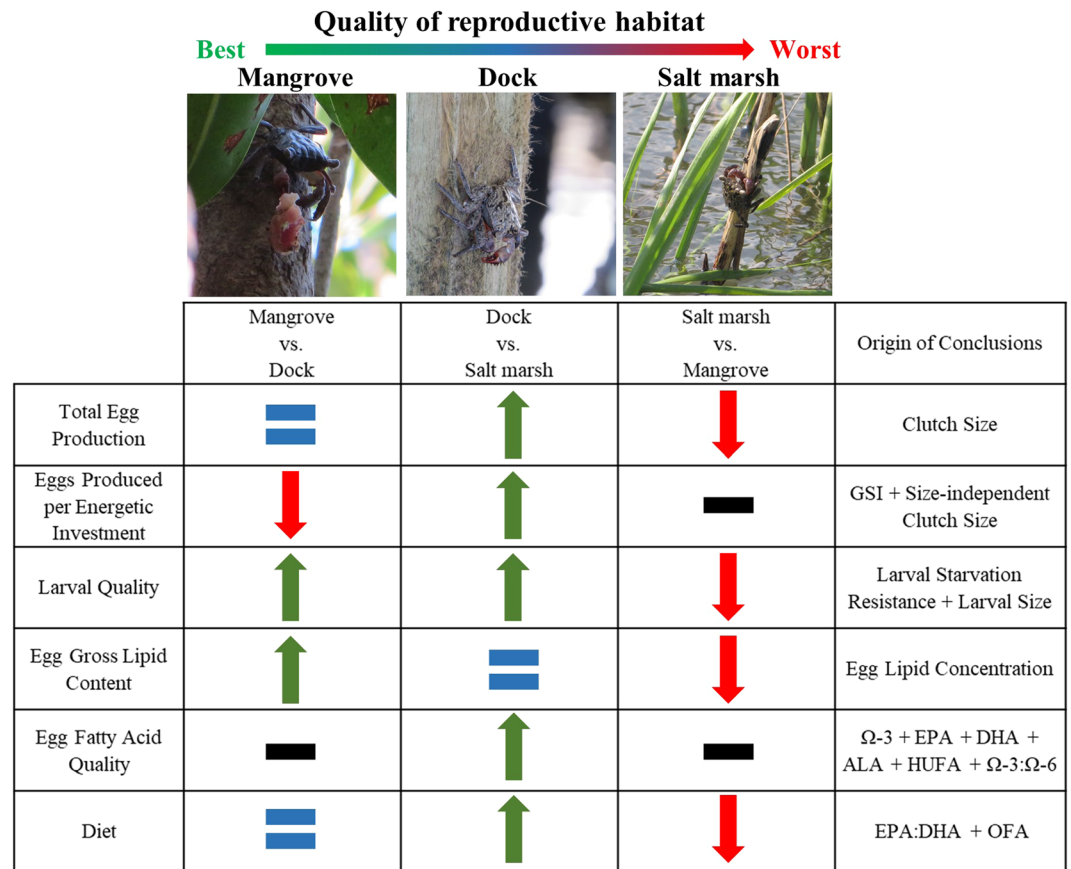 Quality of reproductive habitat
Best
Worst
Mangrove
Dock
Salt marsh
Mangrove
vs.
Dock
Dock
vs.
Salt marsh
Salt marsh
vs.
Mangrove
Origin of Conclusions
Total Egg
Production
Clutch Size
Eggs Produced
per Energetic
Investment
GSI + Size-independent
Clutch Size
Larval Quality
Larval Starvation
Resistance + Larval Size
Egg Gross Lipid
Content
Egg Lipid Concentration
Egg Fatty Acid
Quality
Ω-3 + EPA + DHA +
ALA + HUFA + Ω-3:Ω-6
Diet
EPA:DHA + OFA